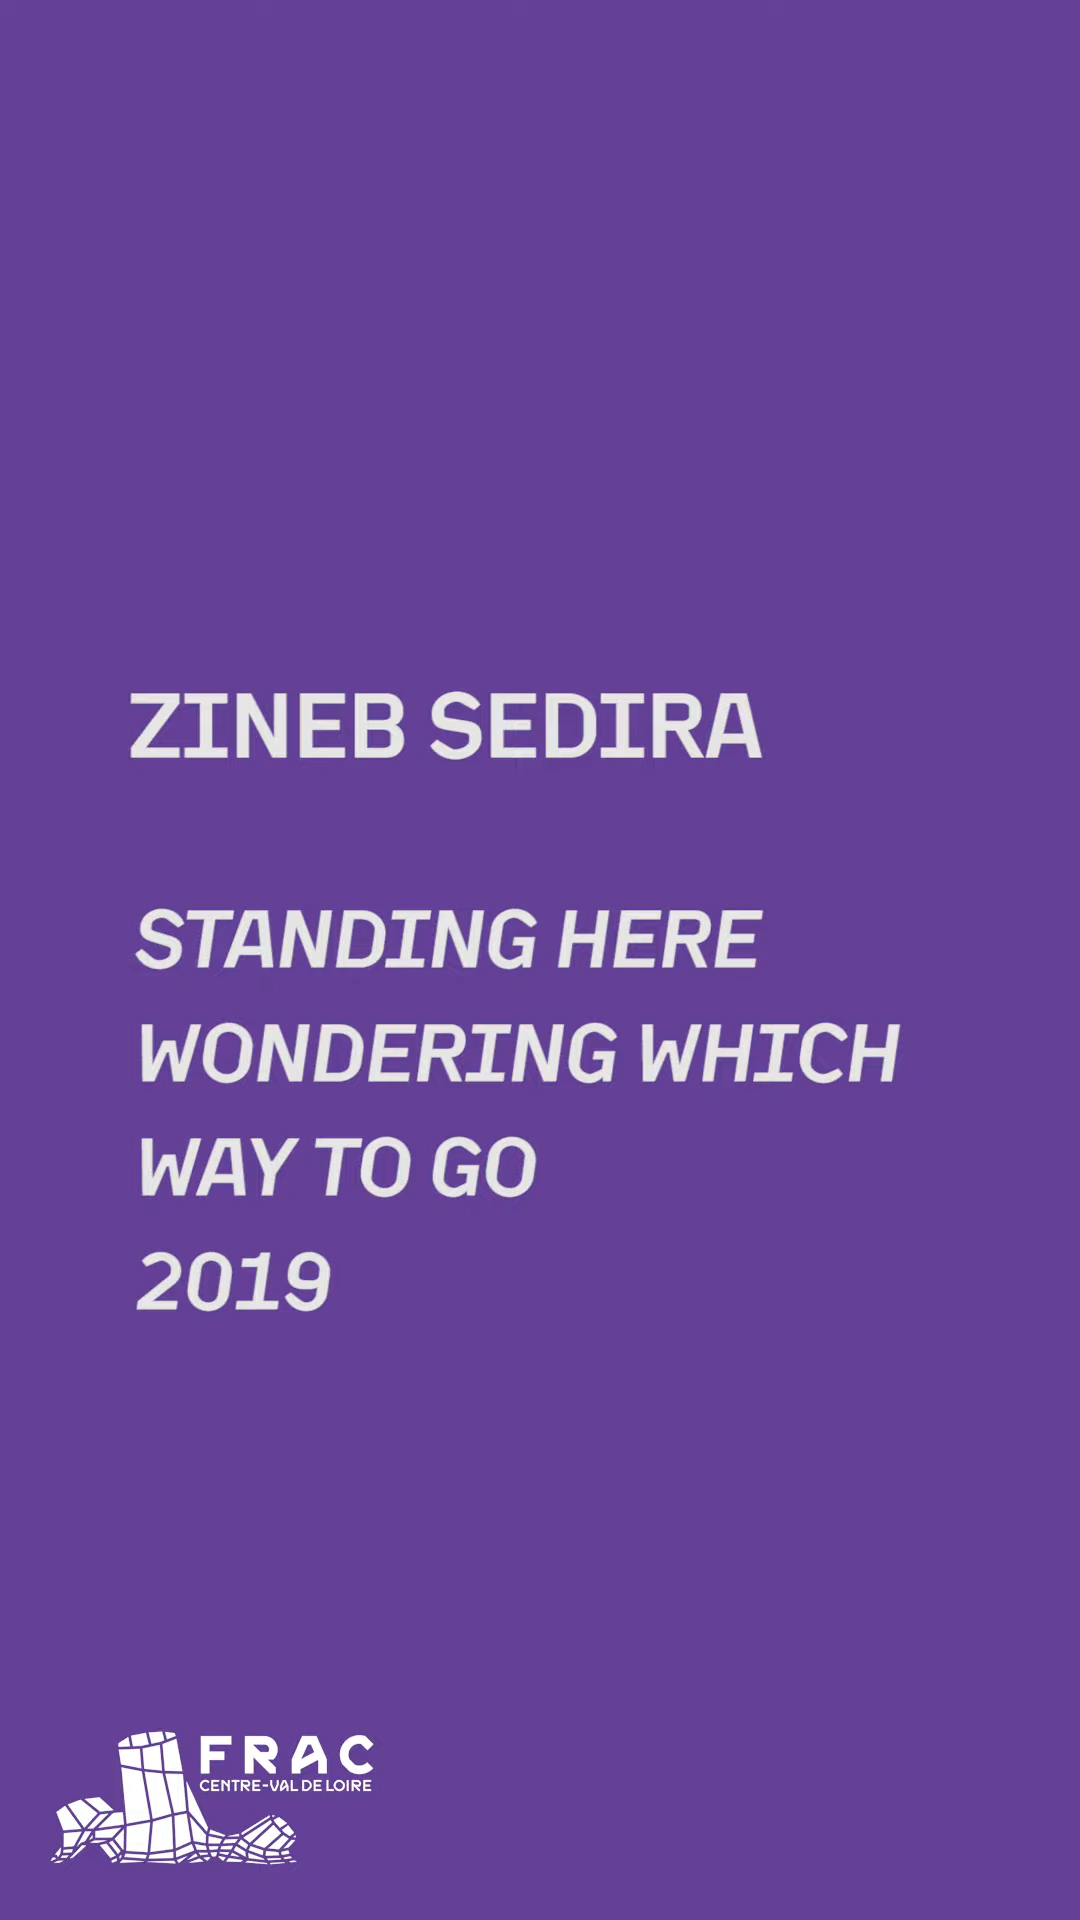 ZINEB SEDIRA
STANDING HERE
WONDERING WHICH
WAY TO GO
2019
FRAC
CENTRE-VAL DE LOIRE